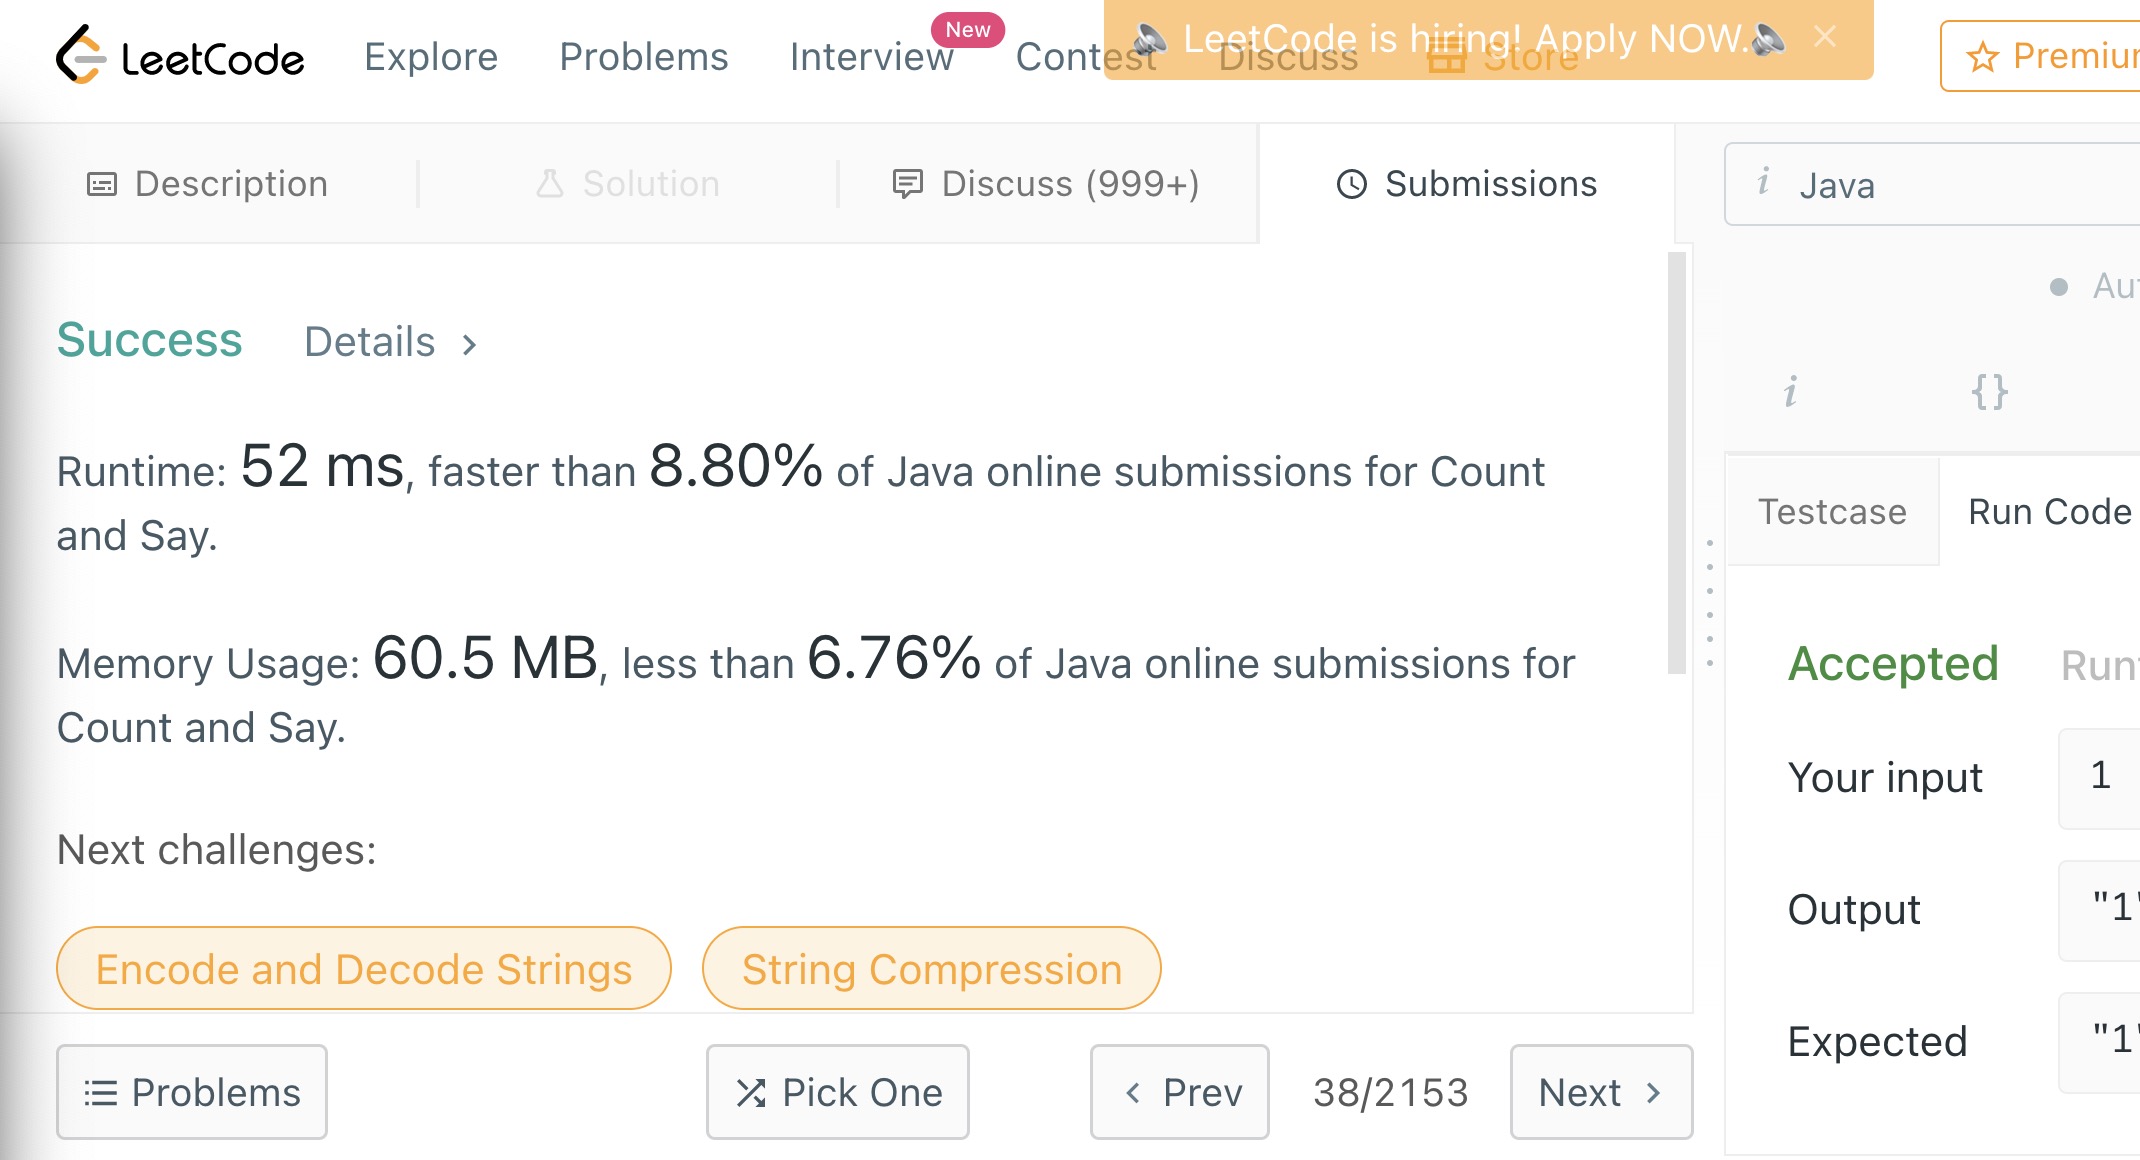 LeetCode Explore Problems Interview New Contest Discuss Store
🔈 LeetCode is hiring! Apply NOW.🔈 ×
Description Solution Discuss (999+) Submissions
i Java
Success Details >
i {}
Runtime: 52 ms, faster than 8.80% of Java online submissions for Count
and Say.
Testcase Run Code
Memory Usage: 60.5 MB, less than 6.76% of Java online submissions for
Count and Say.
Accepted
Your input 1
Next challenges:
Output "1"
Encode and Decode Strings String Compression
Expected "1"
Problems Pick One < Prev 38/2153 Next >